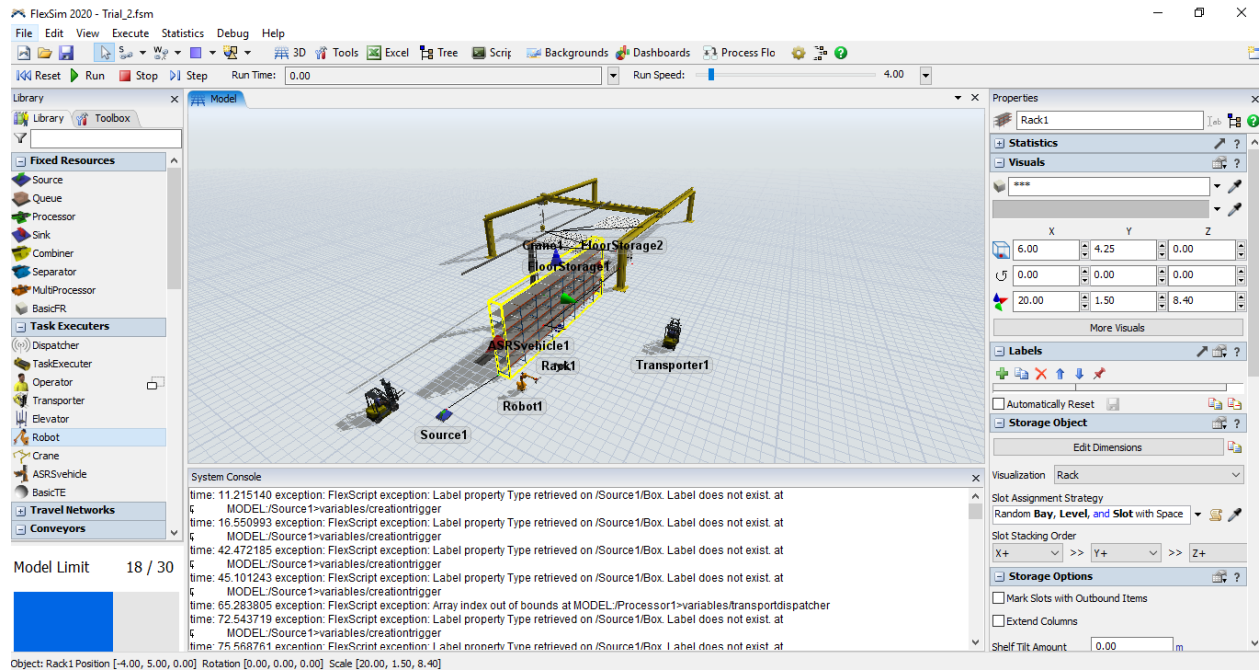 FlexSim 2020 - Trial_2.fsm
File Edit View Execute Statistics Debug Help
3D Tools Excel Tree Scrip Backgrounds Dashboards Process Flo
Reset Run Stop Step Run Time: 0.00 Run Speed: 4.00
Library
Library Toolbox
Fixed Resources
Source
Queue
Processor
Sink
Combiner
Separator
MultiProcessor
BasicFR
Task Executers
Dispatcher
TaskExecuter
Operator
Transporter
Elevator
Robot
Crane
ASRSvehicle
BasicTE
Travel Networks
Conveyors
Model Limit 18 / 30
Model
Crane1 FloorStorage2
FloorStorage1
ASRSvehicle1
Rack1
Transporter1
Robot1
Source1
System Console
time: 11.215140 exception: FlexScript exception: Label property Type retrieved on /Source1/Box. Label does not exist. at
MODEL:/Source1>variables/creationtrigger
time: 16.550993 exception: FlexScript exception: Label property Type retrieved on /Source1/Box. Label does not exist. at
MODEL:/Source1>variables/creationtrigger
time: 42.472185 exception: FlexScript exception: Label property Type retrieved on /Source1/Box. Label does not exist. at
MODEL:/Source1>variables/creationtrigger
time: 45.101243 exception: FlexScript exception: Label property Type retrieved on /Source1/Box. Label does not exist. at
MODEL:/Source1>variables/creationtrigger
time: 65.283805 exception: FlexScript exception: Array index out of bounds at MODEL:/Processor1>variables/transportdispatcher
time: 72.543719 exception: FlexScript exception: Label property Type retrieved on /Source1/Box. Label does not exist. at
MODEL:/Source1>variables/creationtrigger
time: 75.568761 exception: FlexScript exception: Label property Type retrieved on /Source1/Box. Label does not exist. at
Properties
Rack1
Statistics
Visuals
***
X Y Z
6.00 4.25 0.00
0.00 0.00 0.00
20.00 1.50 8.40
More Visuals
Labels
Automatically Reset
Storage Object
Edit Dimensions
Visualization Rack
Slot Assignment Strategy
Random Bay, Level, and Slot with Space
Slot Stacking Order
X+ >> Y+ >> Z+
Storage Options
Mark Slots with Outbound Items
Extend Columns
Shelf Tilt Amount 0.00 m
Object: Rack1 Position [-4.00, 5.00, 0.00] Rotation [0.00, 0.00, 0.00] Scale [20.00, 1.50, 8.40]